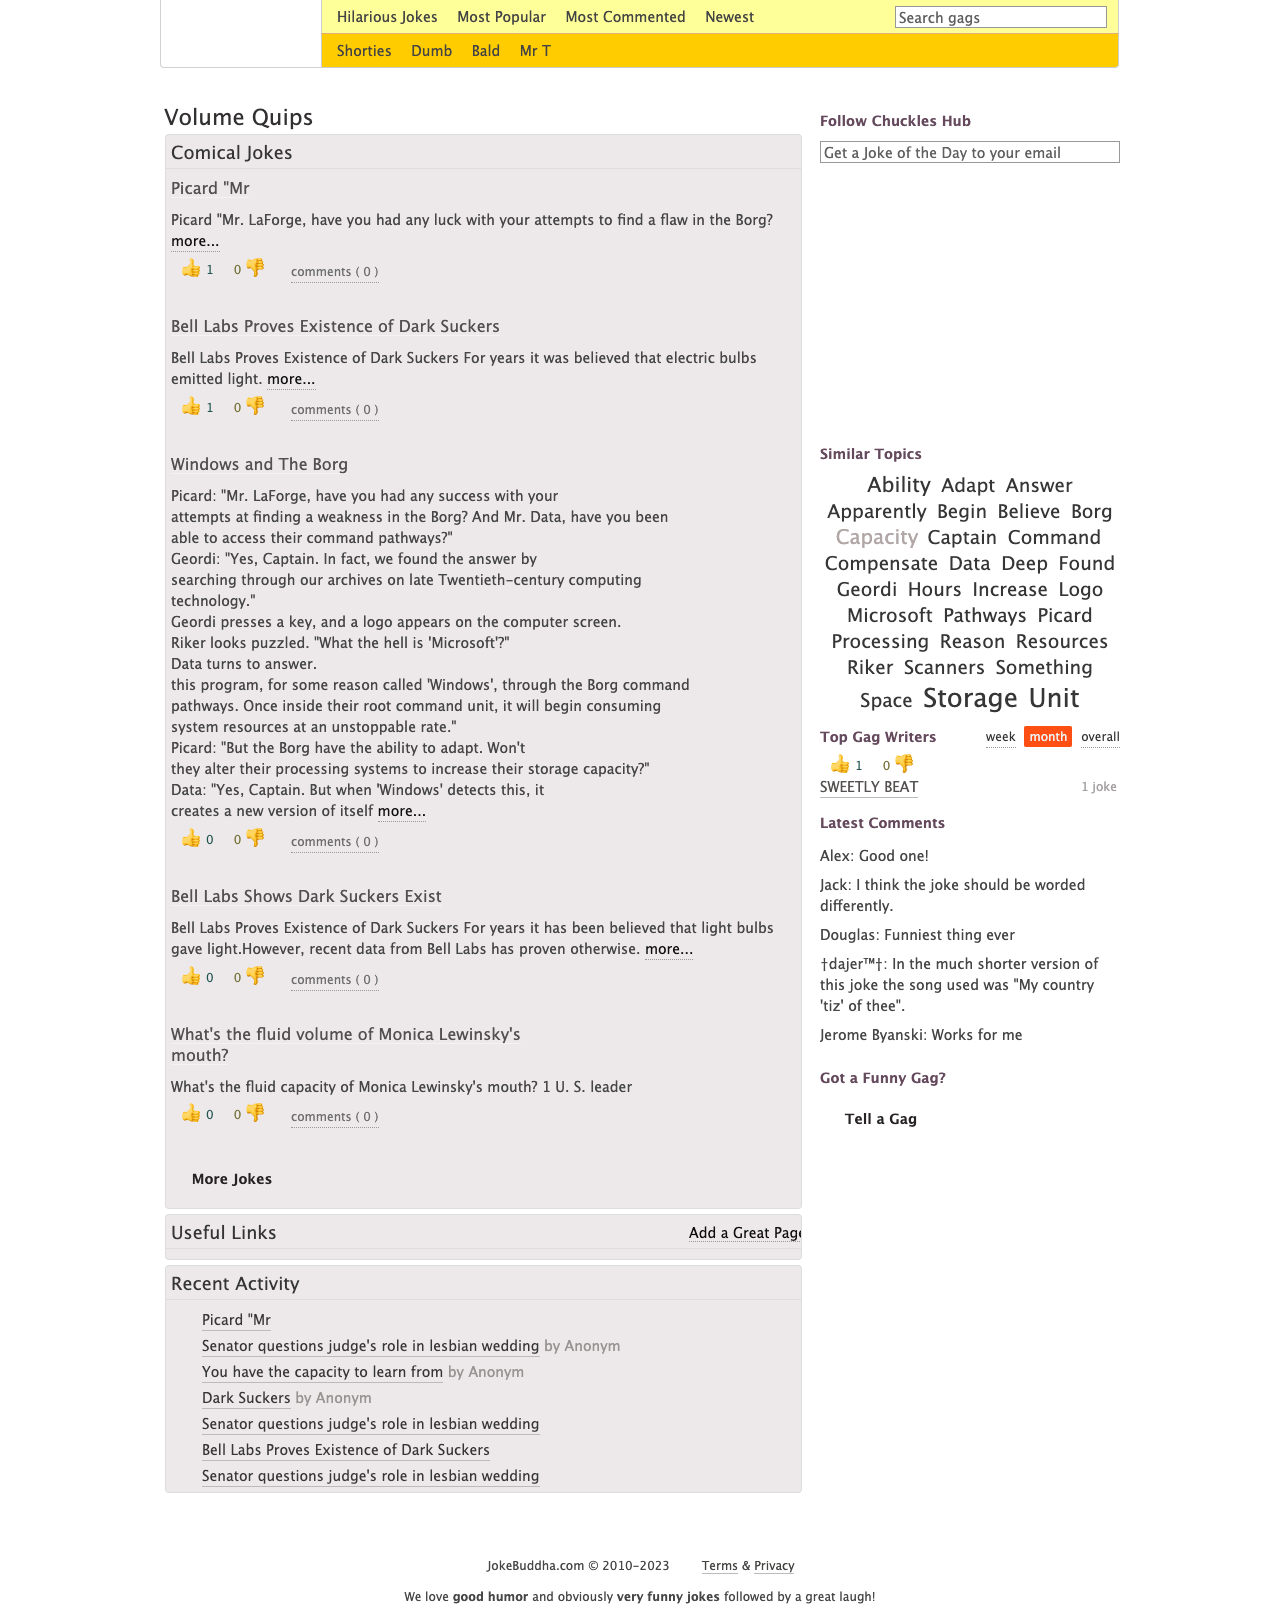 Hilarious Jokes Most Popular Most Commented Newest Search gags
Shorties Dumb Bald Mr T
Volume Quips
Comical Jokes
Picard "Mr
Picard "Mr. LaForge, have you had any luck with your attempts to find a flaw in the Borg?
more...
1 0 comments ( 0 )
Bell Labs Proves Existence of Dark Suckers
Bell Labs Proves Existence of Dark Suckers For years it was believed that electric bulbs
emitted light. more...
1 0 comments ( 0 )
Windows and The Borg
Picard: "Mr. LaForge, have you had any success with your
attempts at finding a weakness in the Borg? And Mr. Data, have you been
able to access their command pathways?"
Geordi: "Yes, Captain. In fact, we found the answer by
searching through our archives on late Twentieth-century computing
technology."
Geordi presses a key, and a logo appears on the computer screen.
Riker looks puzzled. "What the hell is 'Microsoft'?"
Data turns to answer.
this program, for some reason called 'Windows', through the Borg command
pathways. Once inside their root command unit, it will begin consuming
system resources at an unstoppable rate."
Picard: "But the Borg have the ability to adapt. Won't
they alter their processing systems to increase their storage capacity?"
Data: "Yes, Captain. But when 'Windows' detects this, it
creates a new version of itself more...
0 0 comments ( 0 )
Bell Labs Shows Dark Suckers Exist
Bell Labs Proves Existence of Dark Suckers For years it has been believed that light bulbs
gave light.However, recent data from Bell Labs has proven otherwise. more...
0 0 comments ( 0 )
What's the fluid volume of Monica Lewinsky's
mouth?
What's the fluid capacity of Monica Lewinsky's mouth? 1 U. S. leader
0 0 comments ( 0 )
More Jokes
Useful Links Add a Great Page
Recent Activity
Picard "Mr
Senator questions judge's role in lesbian wedding by Anonym
You have the capacity to learn from by Anonym
Dark Suckers by Anonym
Senator questions judge's role in lesbian wedding
Bell Labs Proves Existence of Dark Suckers
Senator questions judge's role in lesbian wedding
Follow Chuckles Hub
Get a Joke of the Day to your email
Similar Topics
Ability Adapt Answer
Apparently Begin Believe Borg
Capacity Captain Command
Compensate Data Deep Found
Geordi Hours Increase Logo
Microsoft Pathways Picard
Processing Reason Resources
Riker Scanners Something
Space Storage Unit
Top Gag Writers week month overall
1 0
SWEETLY BEAT 1 joke
Latest Comments
Alex: Good one!
Jack: I think the joke should be worded
differently.
Douglas: Funniest thing ever
†dajer™†: In the much shorter version of
this joke the song used was "My country
'tiz' of thee".
Jerome Byanski: Works for me
Got a Funny Gag?
Tell a Gag
JokeBuddha.com © 2010-2023 Terms & Privacy
We love good humor and obviously very funny jokes followed by a great laugh!